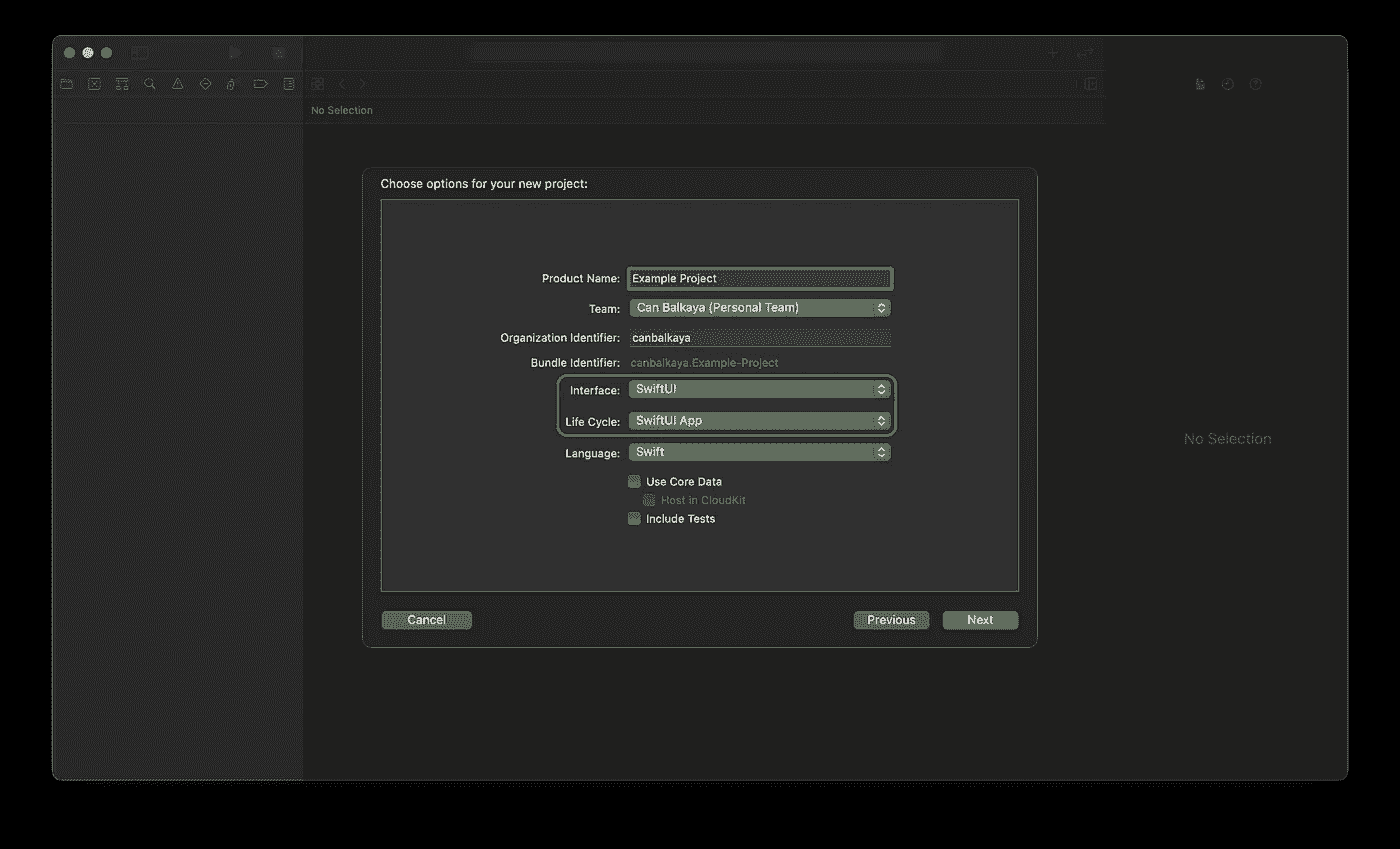 No Selection
Choose options for your new project:
Product Name: Example Project
Team: Can Balkaya (Personal Team)
Organization Identifier: canbalkaya
Bundle Identifier: canbalkaya.Example-Project
Interface: SwiftUI
Life Cycle: SwiftUI App
Language: Swift
Use Core Data
Host in CloudKit
Include Tests
Cancel Previous Next
No Selection